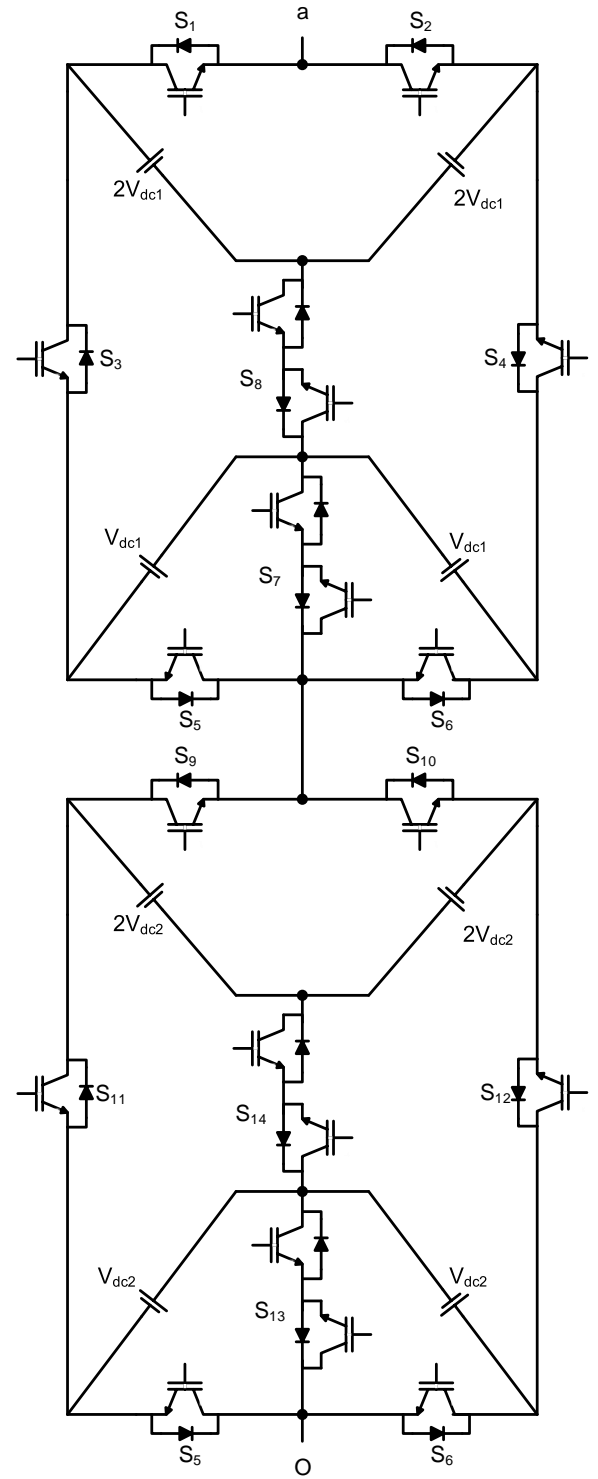 a
S1 S2
2Vdc1 2Vdc1
S3 S8 S4
Vdc1 Vdc1
S7
S5 S6
S9 S10
2Vdc2 2Vdc2
S11 S14 S12
Vdc2 Vdc2
S13
S5 S6
O